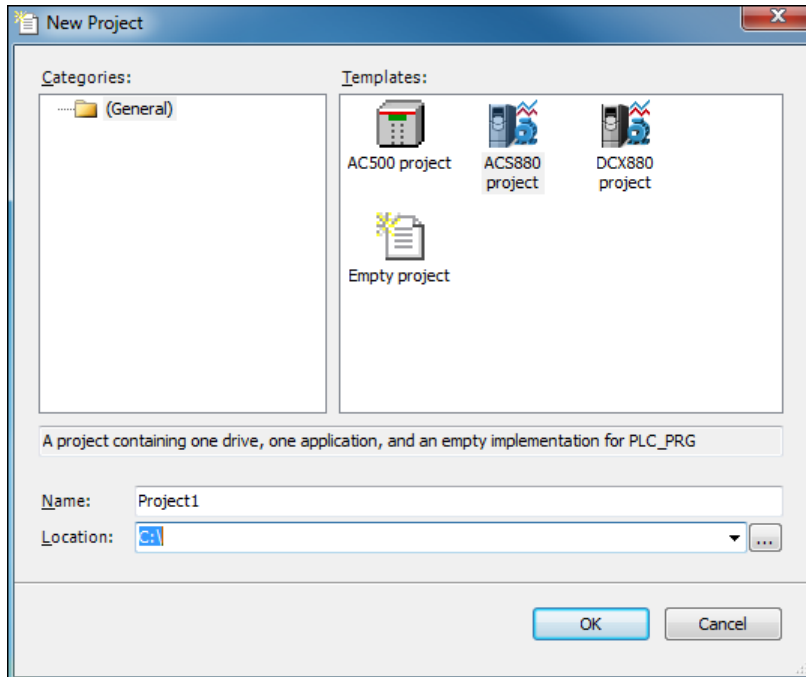 New Project
Categories:
Templates:
(General)
AC500 project
ACS880
project
DCX880
project
Empty project
A project containing one drive, one application, and an empty implementation for PLC_PRG
Name:
Project1
Location:
C:\
...
OK
Cancel